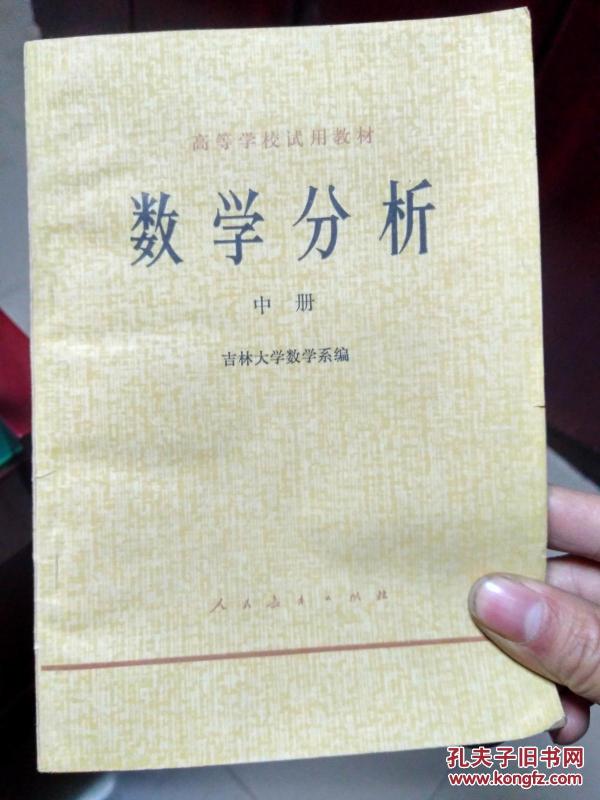 高等学校试用教材
数学分析
中册
吉林大学数学系编
人民教育出版社
孔夫子旧书网
www.kongfz.com